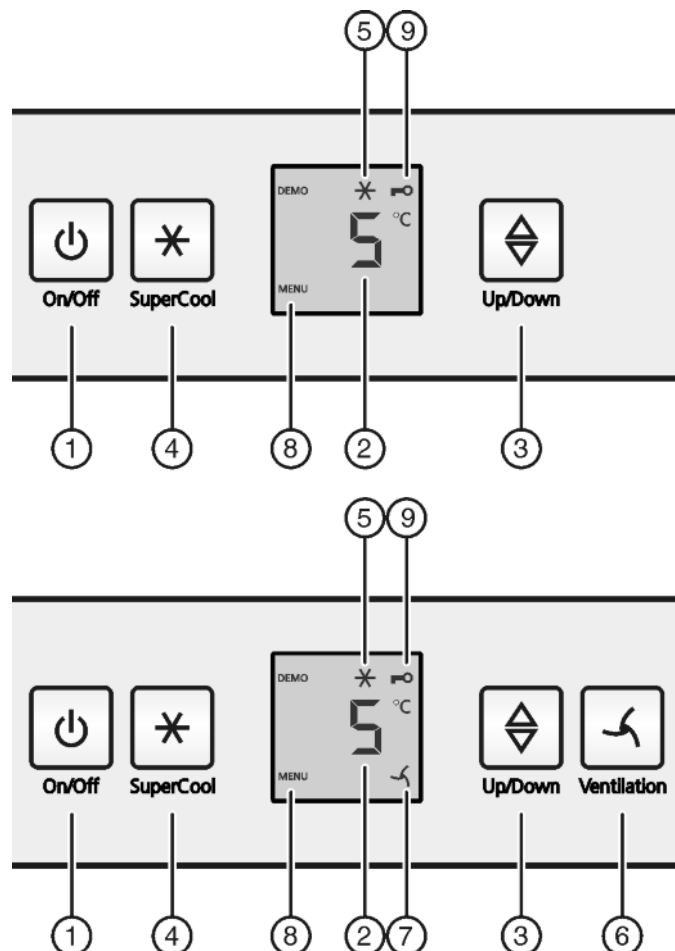 5 9
DEMO
5 °C
MENU
On/Off SuperCool Up/Down
1 4 8 2 3
5 9
DEMO
5 °C
MENU
On/Off SuperCool Up/Down Ventilation
1 4 8 2 7 3 6